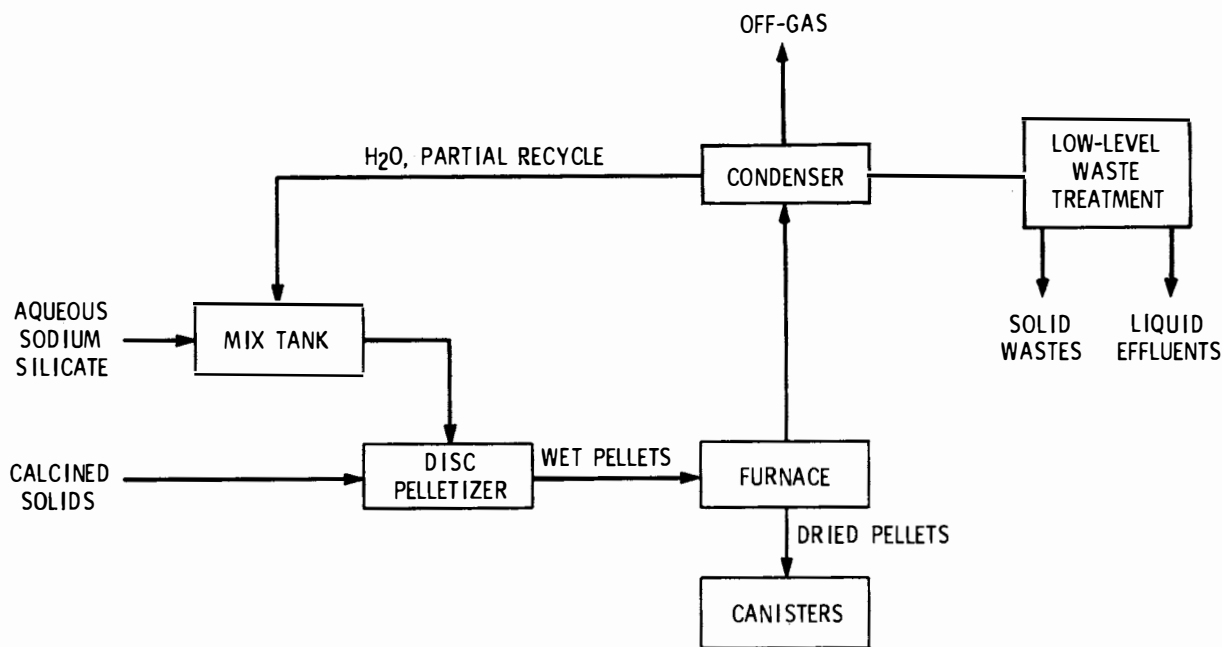 OFF-GAS
H2O, PARTIAL RECYCLE
CONDENSER
LOW-LEVEL
WASTE
TREATMENT
AQUEOUS
SODIUM
SILICATE
MIX TANK
SOLID
WASTES
LIQUID
EFFLUENTS
CALCINED
SOLIDS
DISC
PELLETIZER
WET PELLETS
FURNACE
DRIED PELLETS
CANISTERS